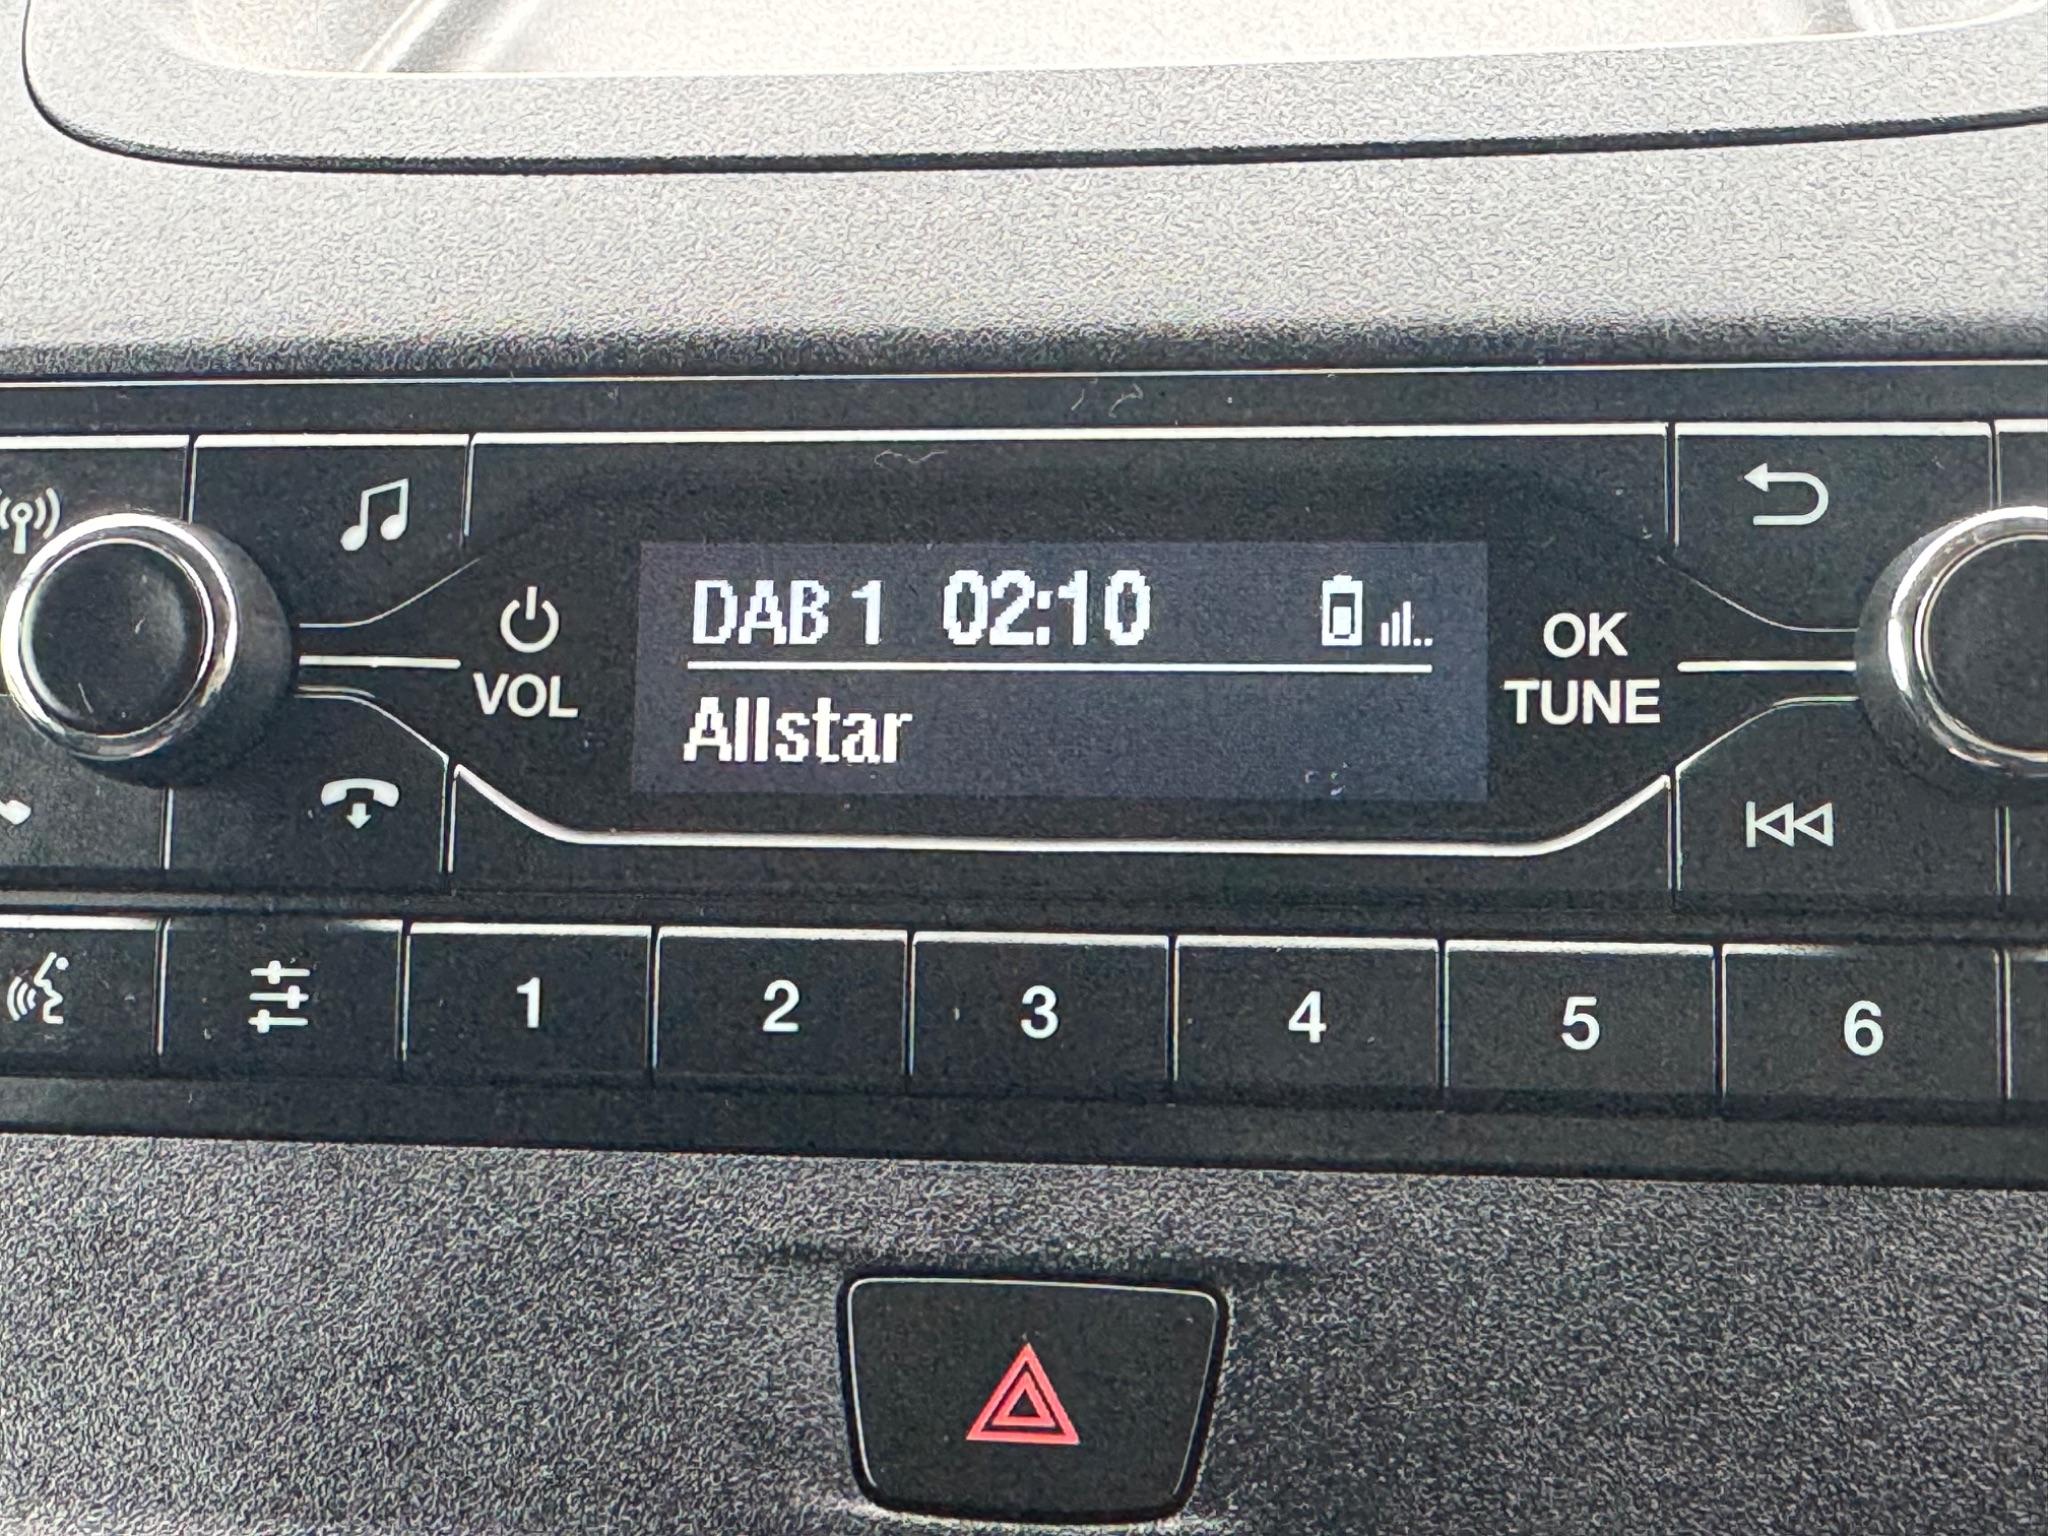 DAB 1 02:10
Allstar
VOL
OK
TUNE
1 2 3 4 5 6